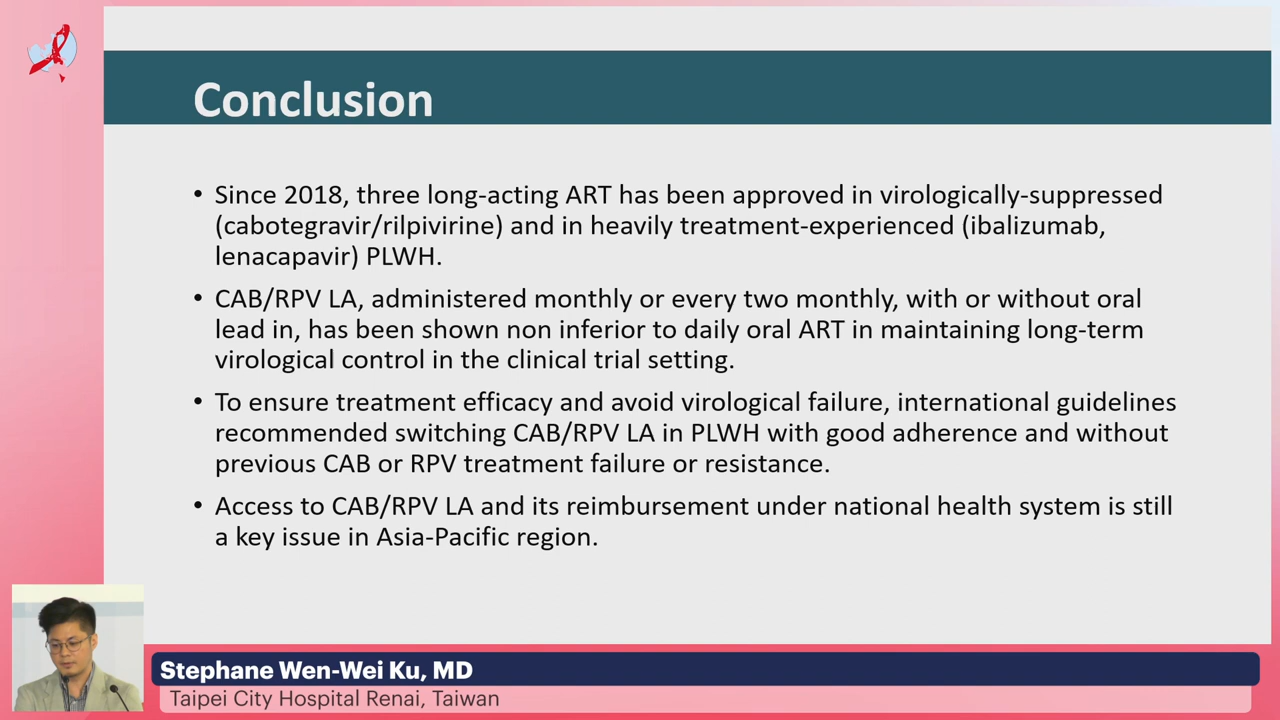 Conclusion
• Since 2018, three long-acting ART has been approved in virologically-suppressed
(cabotegravir/rilpivirine) and in heavily treatment-experienced (ibalizumab,
lenacapavir) PLWH.
• CAB/RPV LA, administered monthly or every two monthly, with or without oral
lead in, has been shown non inferior to daily oral ART in maintaining long-term
virological control in the clinical trial setting.
• To ensure treatment efficacy and avoid virological failure, international guidelines
recommended switching CAB/RPV LA in PLWH with good adherence and without
previous CAB or RPV treatment failure or resistance.
• Access to CAB/RPV LA and its reimbursement under national health system is still
a key issue in Asia-Pacific region.
Stephane Wen-Wei Ku, MD
Taipei City Hospital Renai, Taiwan